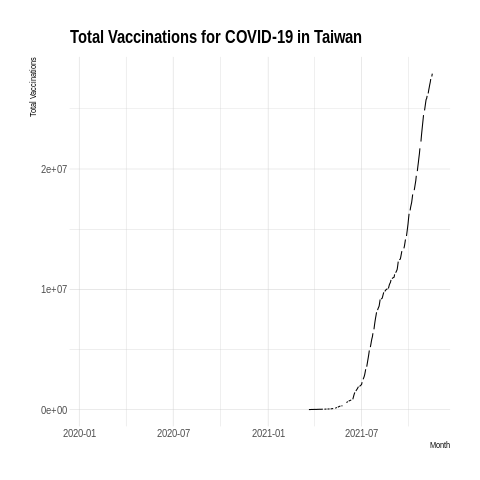 Total Vaccinations for COVID-19 in Taiwan
Total Vaccinations
2e+07
1e+07
0e+00
2020-01 2020-07 2021-01 2021-07
Month